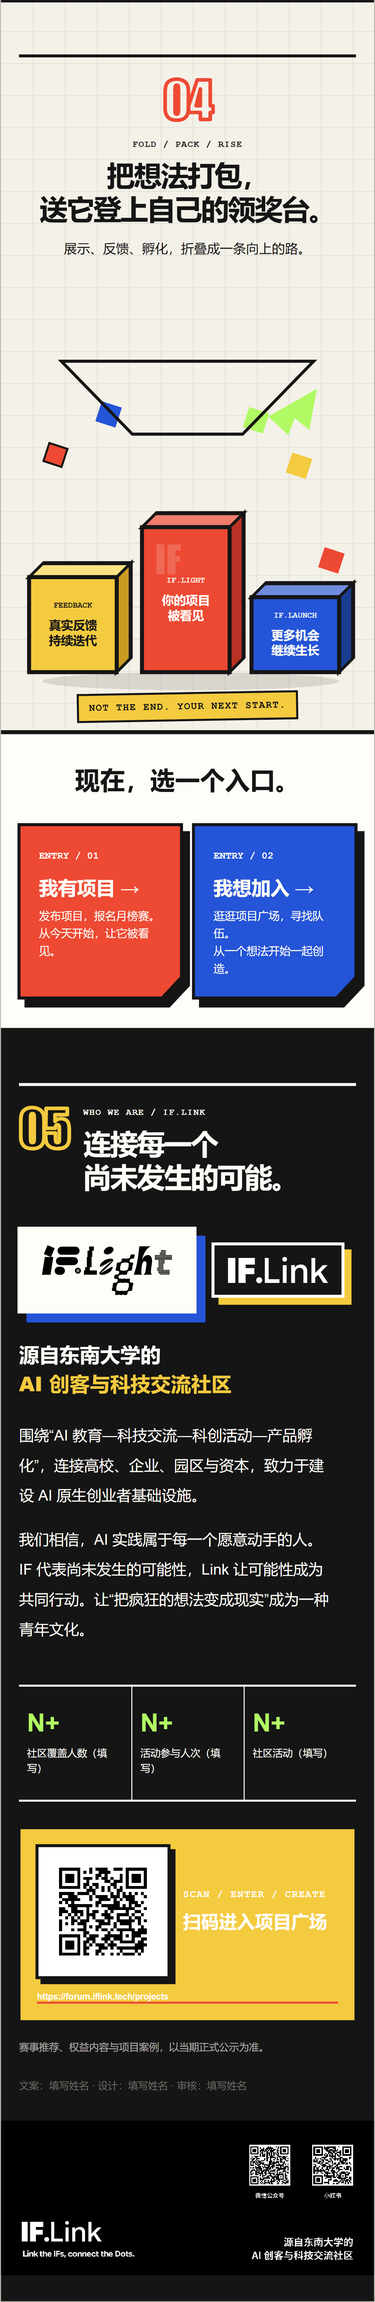 04
FOLD / PACK / RISE
把想法打包，
送它登上自己的领奖台。
展示、反馈、孵化，折叠成一条向上的路。
FEEDBACK
真实反馈
持续迭代
IF
IF.LIGHT
你的项目
被看见
IF.LAUNCH
更多机会
继续生长
NOT THE END. YOUR NEXT START.
现在，选一个入口。
ENTRY / 01
我有项目 →
发布项目，报名月榜赛。
从今天开始，让它被看
见。
ENTRY / 02
我想加入 →
逛逛项目广场，寻找队
伍。
从一个想法开始一起创
造。
05
WHO WE ARE / IF.LINK
连接每一个
尚未发生的可能。
IF.Light
IF.Link
源自东南大学的
AI 创客与科技交流社区
围绕“AI 教育—科技交流—科创活动—产品孵
化”，连接高校、企业、园区与资本，致力于建
设 AI 原生创业者基础设施。
我们相信，AI 实践属于每一个愿意动手的人。
IF 代表尚未发生的可能性，Link 让可能性成为
共同行动。让“把疯狂的想法变成现实”成为一种
青年文化。
N+
社区覆盖人数（填
写）
N+
活动参与人次（填
写）
N+
社区活动（填写）
SCAN / ENTER / CREATE
扫码进入项目广场
https://forum.iflink.tech/projects
赛事推荐、权益内容与项目案例，以当期正式公示为准。
文案：填写姓名 · 设计：填写姓名 · 审核：填写姓名
微信公众号
小红书
IF.Link
Link the IFs, connect the Dots.
源自东南大学的
AI 创客与科技交流社区